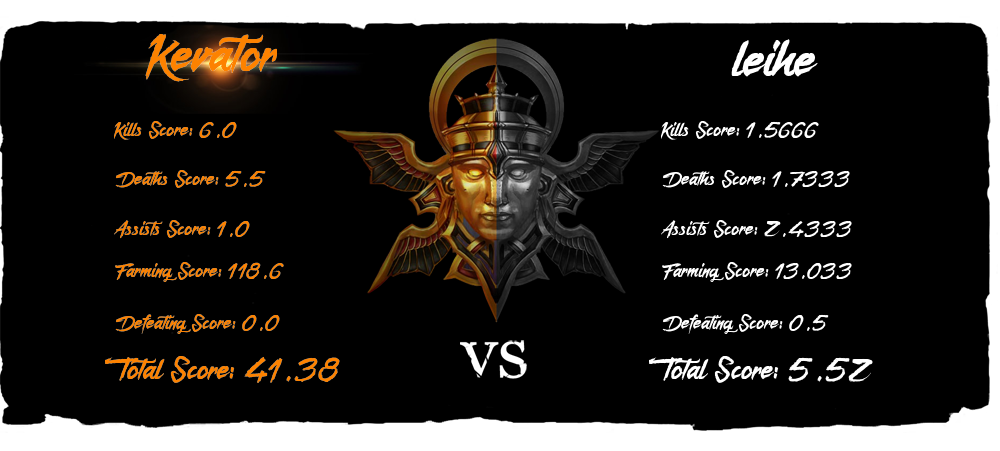 Kerator
Kills Score: 6.0
Deaths Score: 5.5
Assists Score: 1.0
Farming Score: 118.6
Defeating Score: 0.0
Total Score: 41.38
VS
leihe
Kills Score: 1.5666
Deaths Score: 1.7333
Assists Score: 2.4333
Farming Score: 13.033
Defeating Score: 0.5
Total Score: 5.52